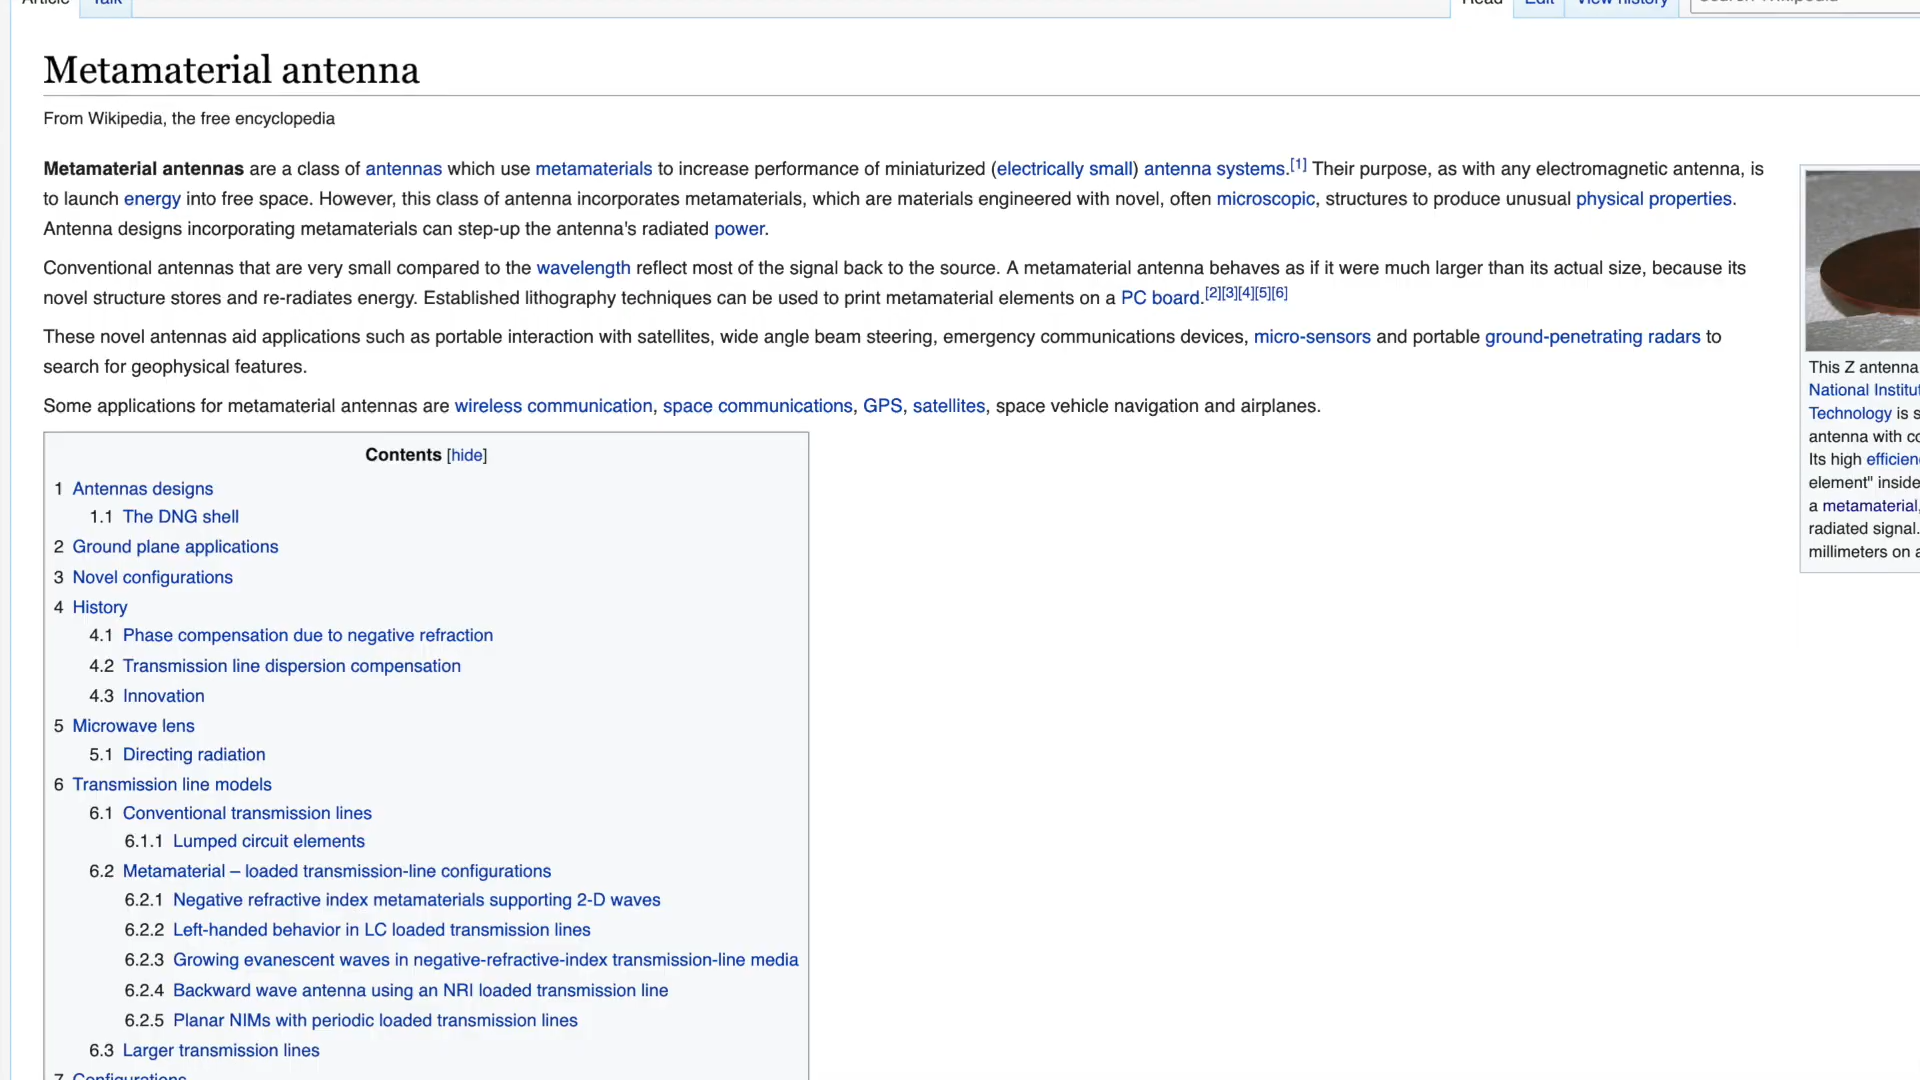 Article Talk Read Edit View history Search Wikipedia
Metamaterial antenna
From Wikipedia, the free encyclopedia
Metamaterial antennas are a class of antennas which use metamaterials to increase performance of miniaturized (electrically small) antenna systems.[1] Their purpose, as with any electromagnetic antenna, is
to launch energy into free space. However, this class of antenna incorporates metamaterials, which are materials engineered with novel, often microscopic, structures to produce unusual physical properties.
Antenna designs incorporating metamaterials can step-up the antenna's radiated power.
Conventional antennas that are very small compared to the wavelength reflect most of the signal back to the source. A metamaterial antenna behaves as if it were much larger than its actual size, because its
novel structure stores and re-radiates energy. Established lithography techniques can be used to print metamaterial elements on a PC board.[2][3][4][5][6]
These novel antennas aid applications such as portable interaction with satellites, wide angle beam steering, emergency communications devices, micro-sensors and portable ground-penetrating radars to
search for geophysical features.
Some applications for metamaterial antennas are wireless communication, space communications, GPS, satellites, space vehicle navigation and airplanes.
Contents [hide]
1 Antennas designs
1.1 The DNG shell
2 Ground plane applications
3 Novel configurations
4 History
4.1 Phase compensation due to negative refraction
4.2 Transmission line dispersion compensation
4.3 Innovation
5 Microwave lens
5.1 Directing radiation
6 Transmission line models
6.1 Conventional transmission lines
6.1.1 Lumped circuit elements
6.2 Metamaterial – loaded transmission-line configurations
6.2.1 Negative refractive index metamaterials supporting 2-D waves
6.2.2 Left-handed behavior in LC loaded transmission lines
6.2.3 Growing evanescent waves in negative-refractive-index transmission-line media
6.2.4 Backward wave antenna using an NRI loaded transmission line
6.2.5 Planar NIMs with periodic loaded transmission lines
6.3 Larger transmission lines
7 Configurations
This Z antenna
National Institut
Technology is s
antenna with co
Its high efficien
element" inside
a metamaterial,
radiated signal.
millimeters on a